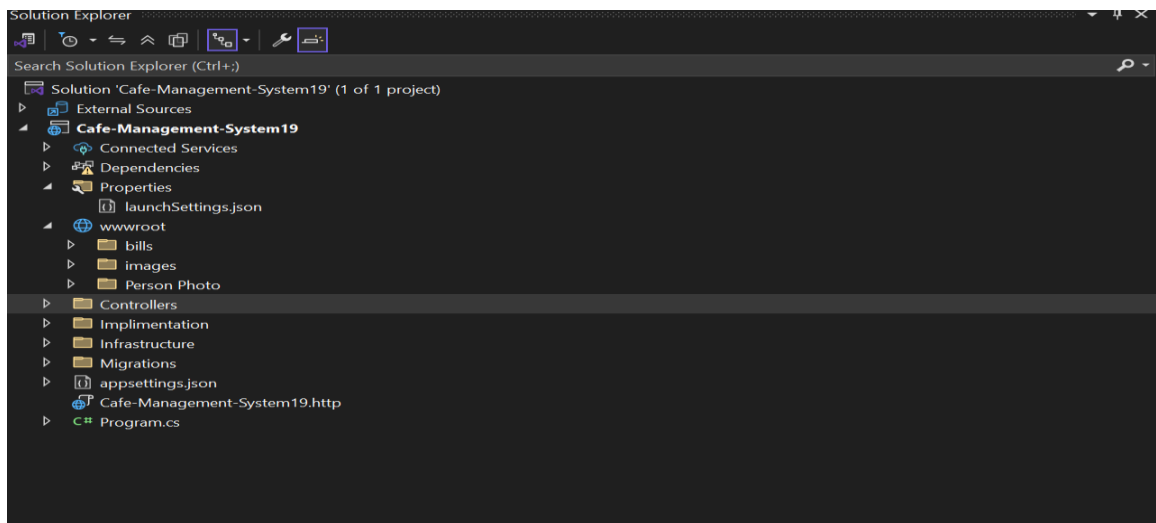 Solution Explorer
Search Solution Explorer (Ctrl+;)
Solution 'Cafe-Management-System19' (1 of 1 project)
External Sources
Cafe-Management-System19
Connected Services
Dependencies
Properties
launchSettings.json
wwwroot
bills
images
Person Photo
Controllers
Implimentation
Infrastructure
Migrations
appsettings.json
Cafe-Management-System19.http
C# Program.cs